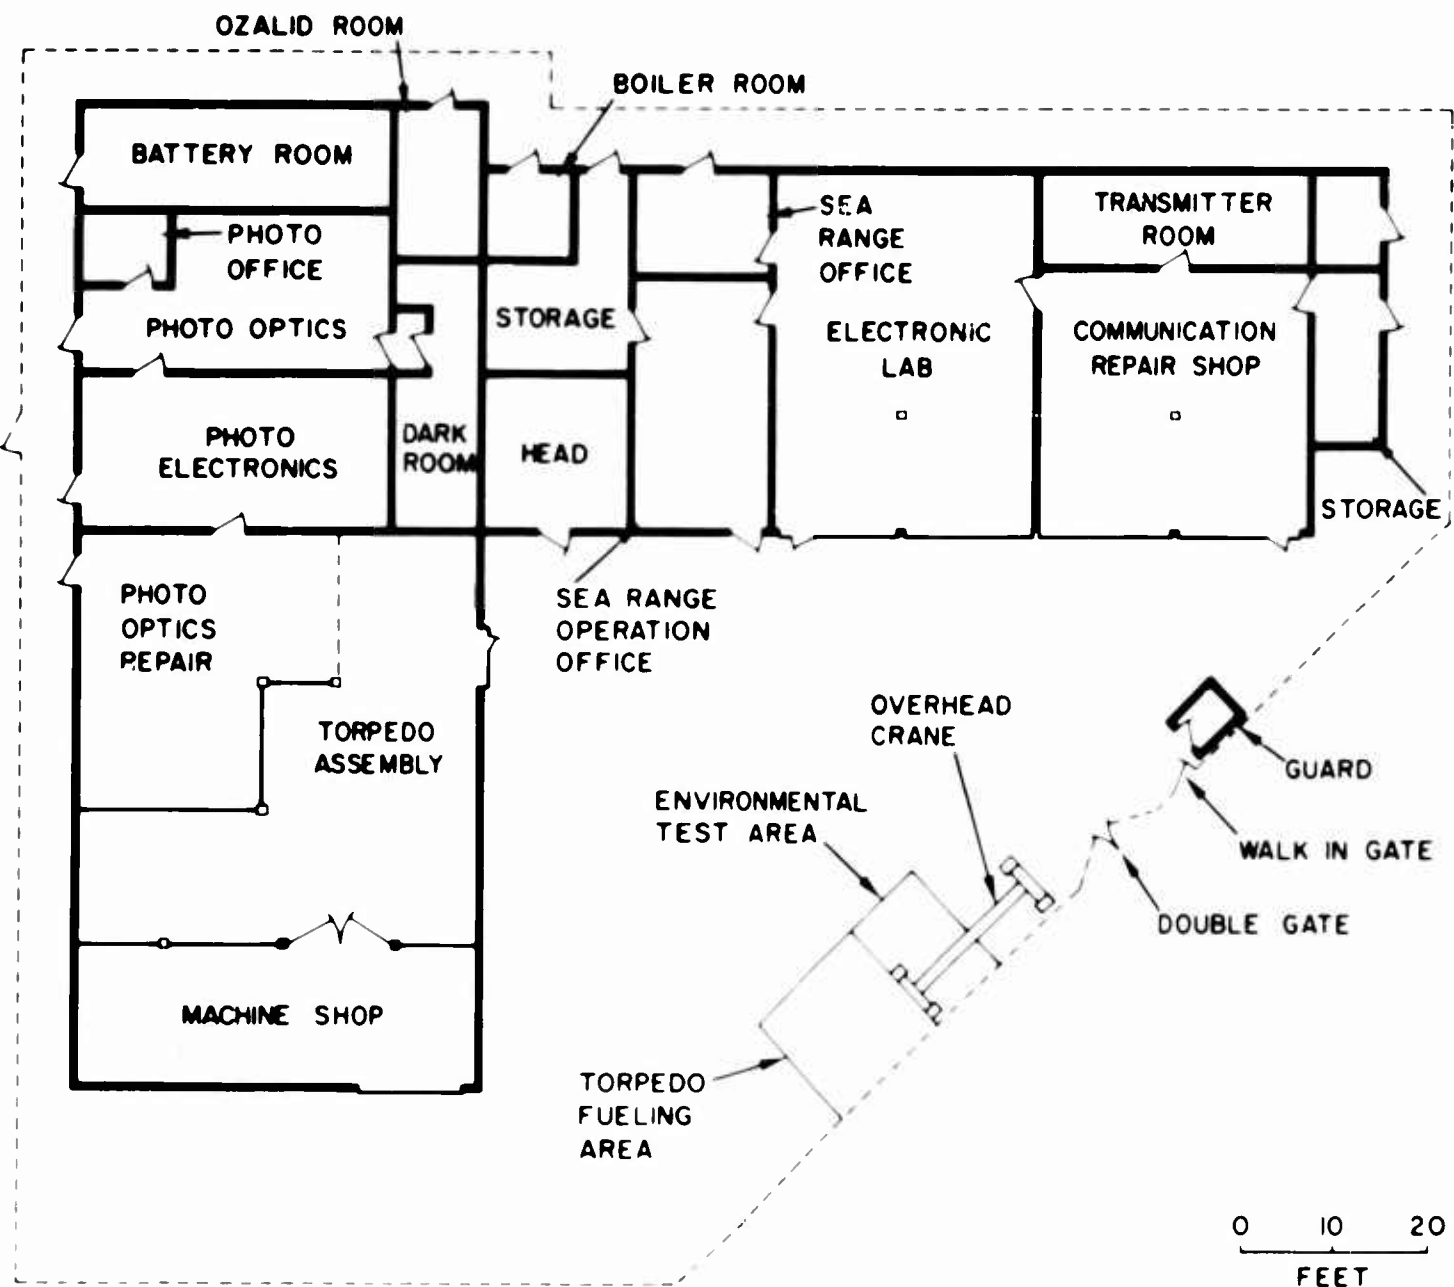 OZALID ROOM
BOILER ROOM
BATTERY ROOM
PHOTO
OFFICE
SEA
RANGE
OFFICE
TRANSMITTER
ROOM
PHOTO OPTICS
STORAGE
ELECTRONIC
LAB
COMMUNICATION
REPAIR SHOP
PHOTO
ELECTRONICS
DARK
ROOM
HEAD
STORAGE
PHOTO
OPTICS
REPAIR
SEA RANGE
OPERATION
OFFICE
TORPEDO
ASSEMBLY
OVERHEAD
CRANE
GUARD
ENVIRONMENTAL
TEST AREA
WALK IN GATE
DOUBLE GATE
MACHINE SHOP
TORPEDO
FUELING
AREA
0 10 20
FEET